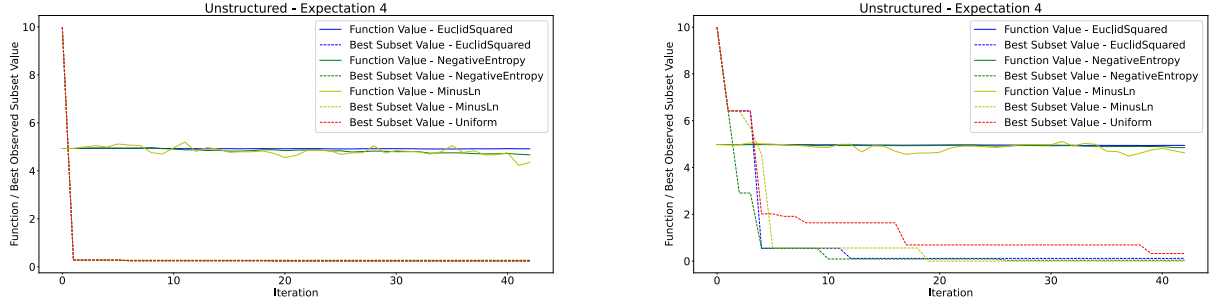 Unstructured - Expectation 4
Function / Best Observed Subset Value
10
8
6
4
2
0
Function Value - EuclidSquared
Best Subset Value - EuclidSquared
Function Value - NegativeEntropy
Best Subset Value - NegativeEntropy
Function Value - MinusLn
Best Subset Value - MinusLn
Best Subset Value - Uniform
0 10 20 30 40
Iteration
Unstructured - Expectation 4
Function / Best Observed Subset Value
10
8
6
4
2
0
Function Value - EuclidSquared
Best Subset Value - EuclidSquared
Function Value - NegativeEntropy
Best Subset Value - NegativeEntropy
Function Value - MinusLn
Best Subset Value - MinusLn
Best Subset Value - Uniform
0 10 20 30 40
Iteration